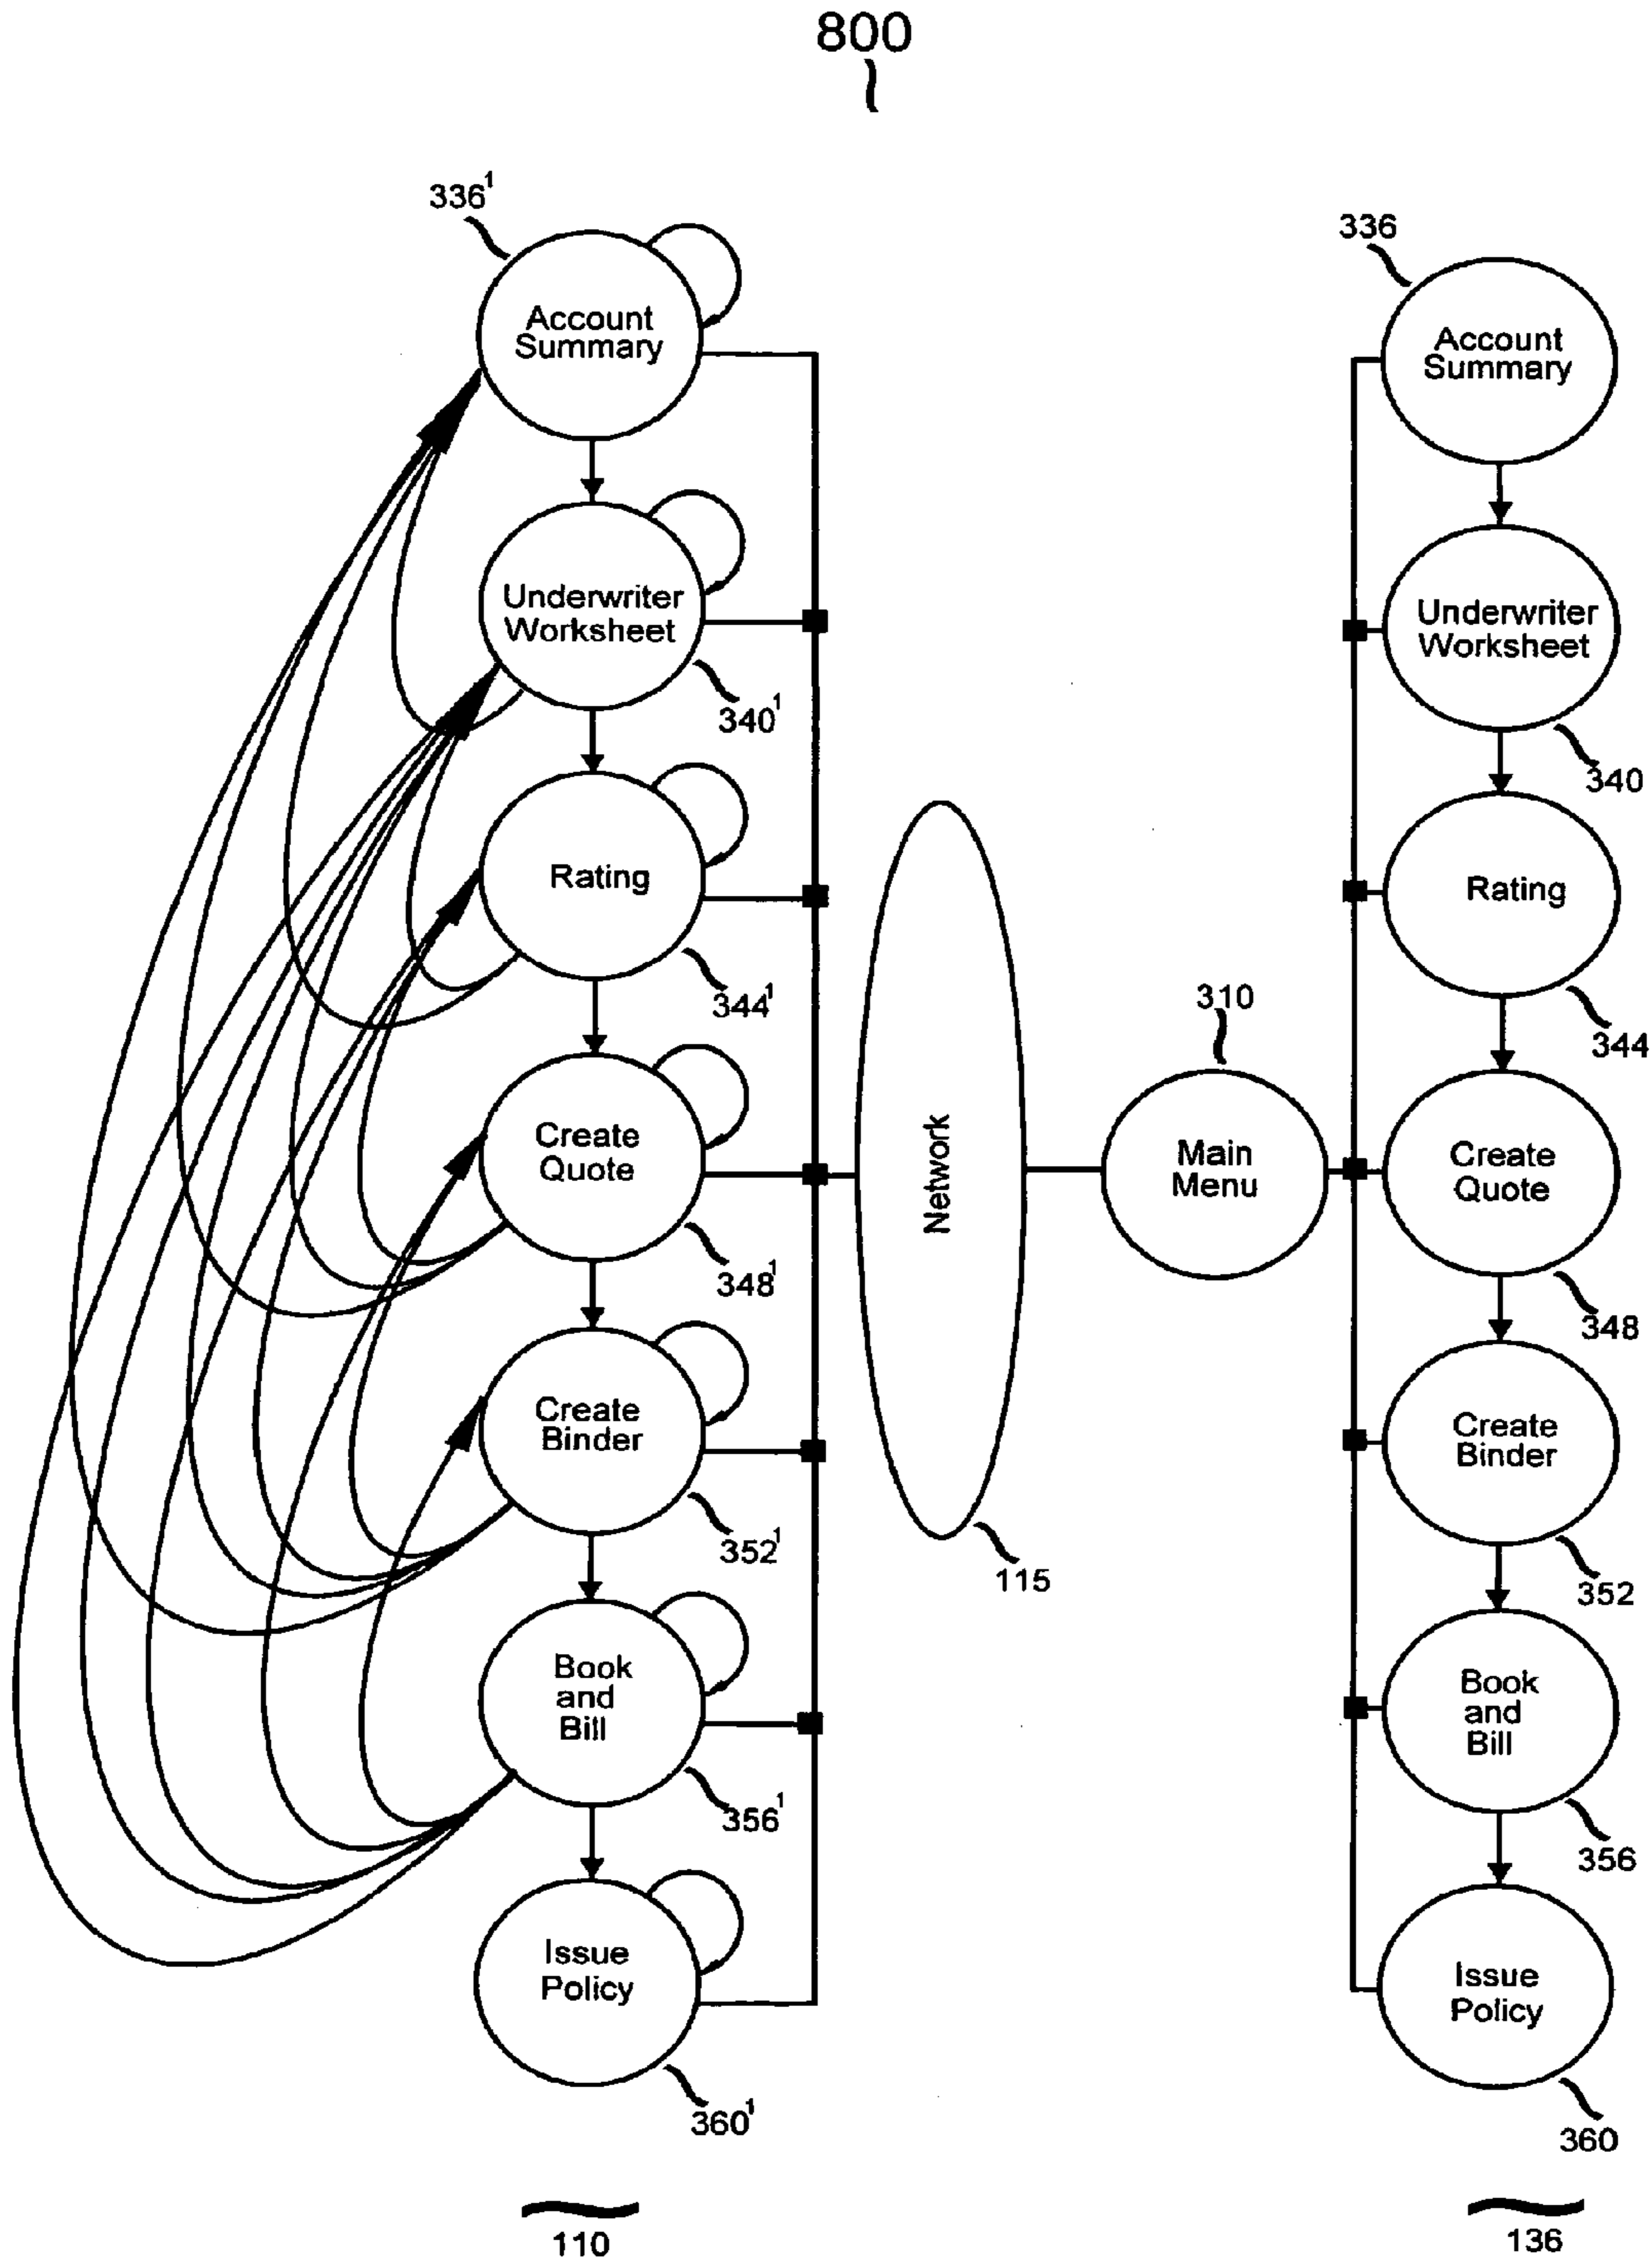 800
336¹
Account
Summary
Underwriter
Worksheet
340¹
Rating
344¹
Create
Quote
348¹
Create
Binder
352¹
Book
and
Bill
356¹
Issue
Policy
360¹
110
Network
115
310
Main
Menu
336
Account
Summary
Underwriter
Worksheet
340
Rating
344
Create
Quote
348
Create
Binder
352
Book
and
Bill
356
Issue
Policy
360
136